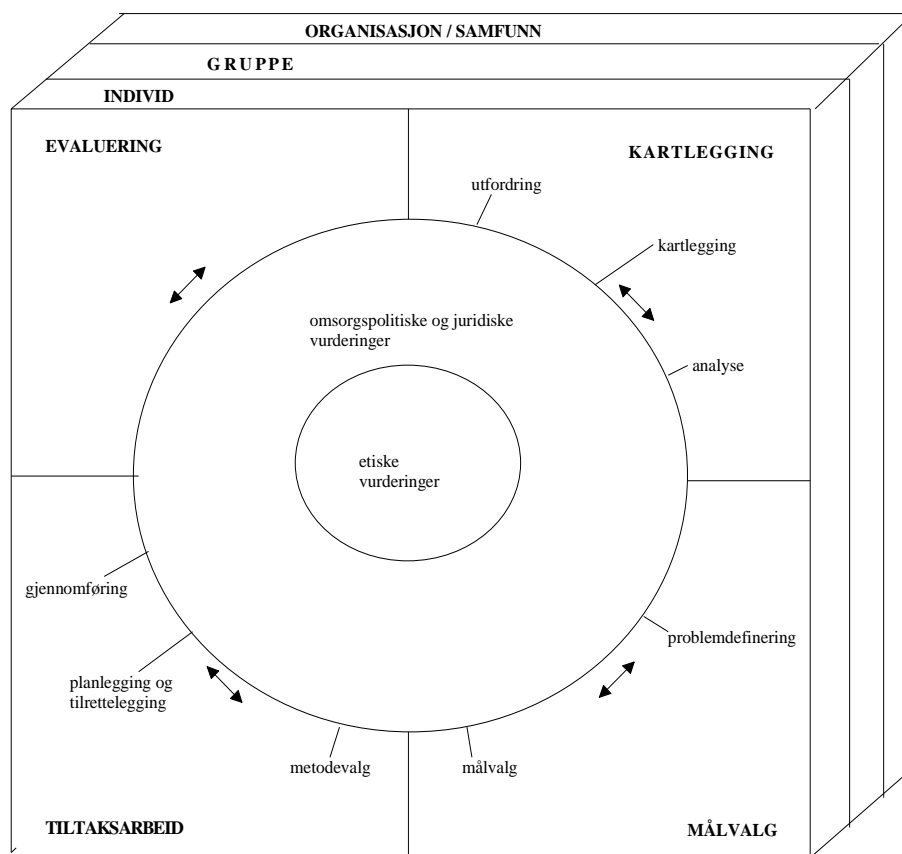 ORGANISASJON / SAMFUNN
GRUPPE
INDIVID
EVALUERING
KARTLEGGING
utfordring
kartlegging
omsorgspolitiske og juridiske
vurderinger
analyse
etiske
vurderinger
gjennomføring
problemdefinering
planlegging og
tilrettelegging
metodevalg
målvalg
TILTAKSARBEID
MÅLVALG